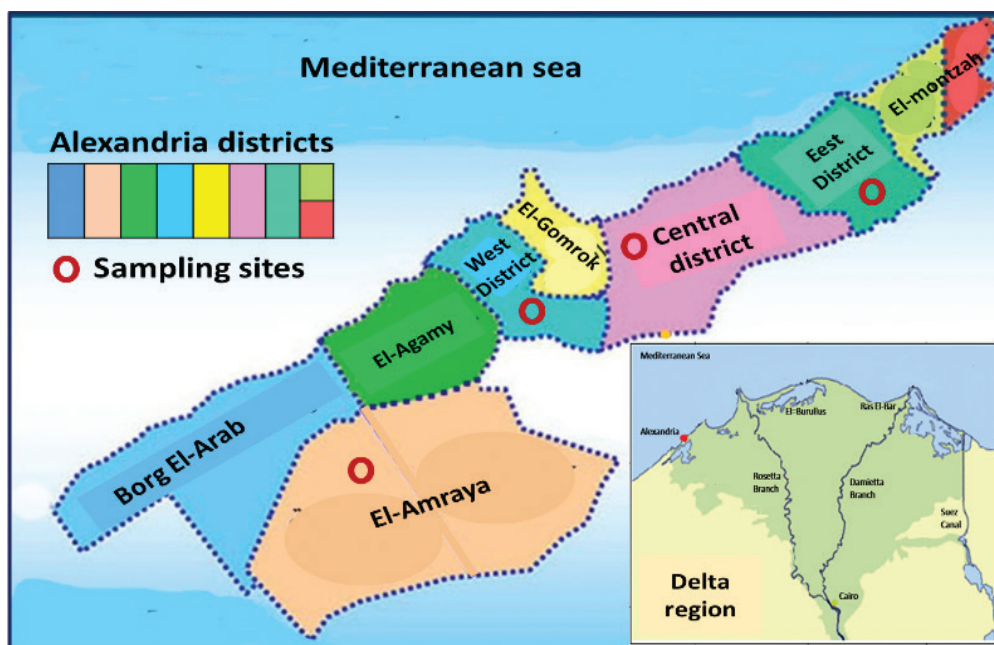 Mediterranean sea
Alexandria districts
Sampling sites
El-montzah
Eest
District
El-Gomrok
Central
district
West
District
El-Agamy
Borg El-Arab
El-Amraya
Mediterranean Sea
El-Burullus
Ras El-Bar
Alexandria
Rosetta
Branch
Damietta
Branch
Suez
Canal
Cairo
Delta
region